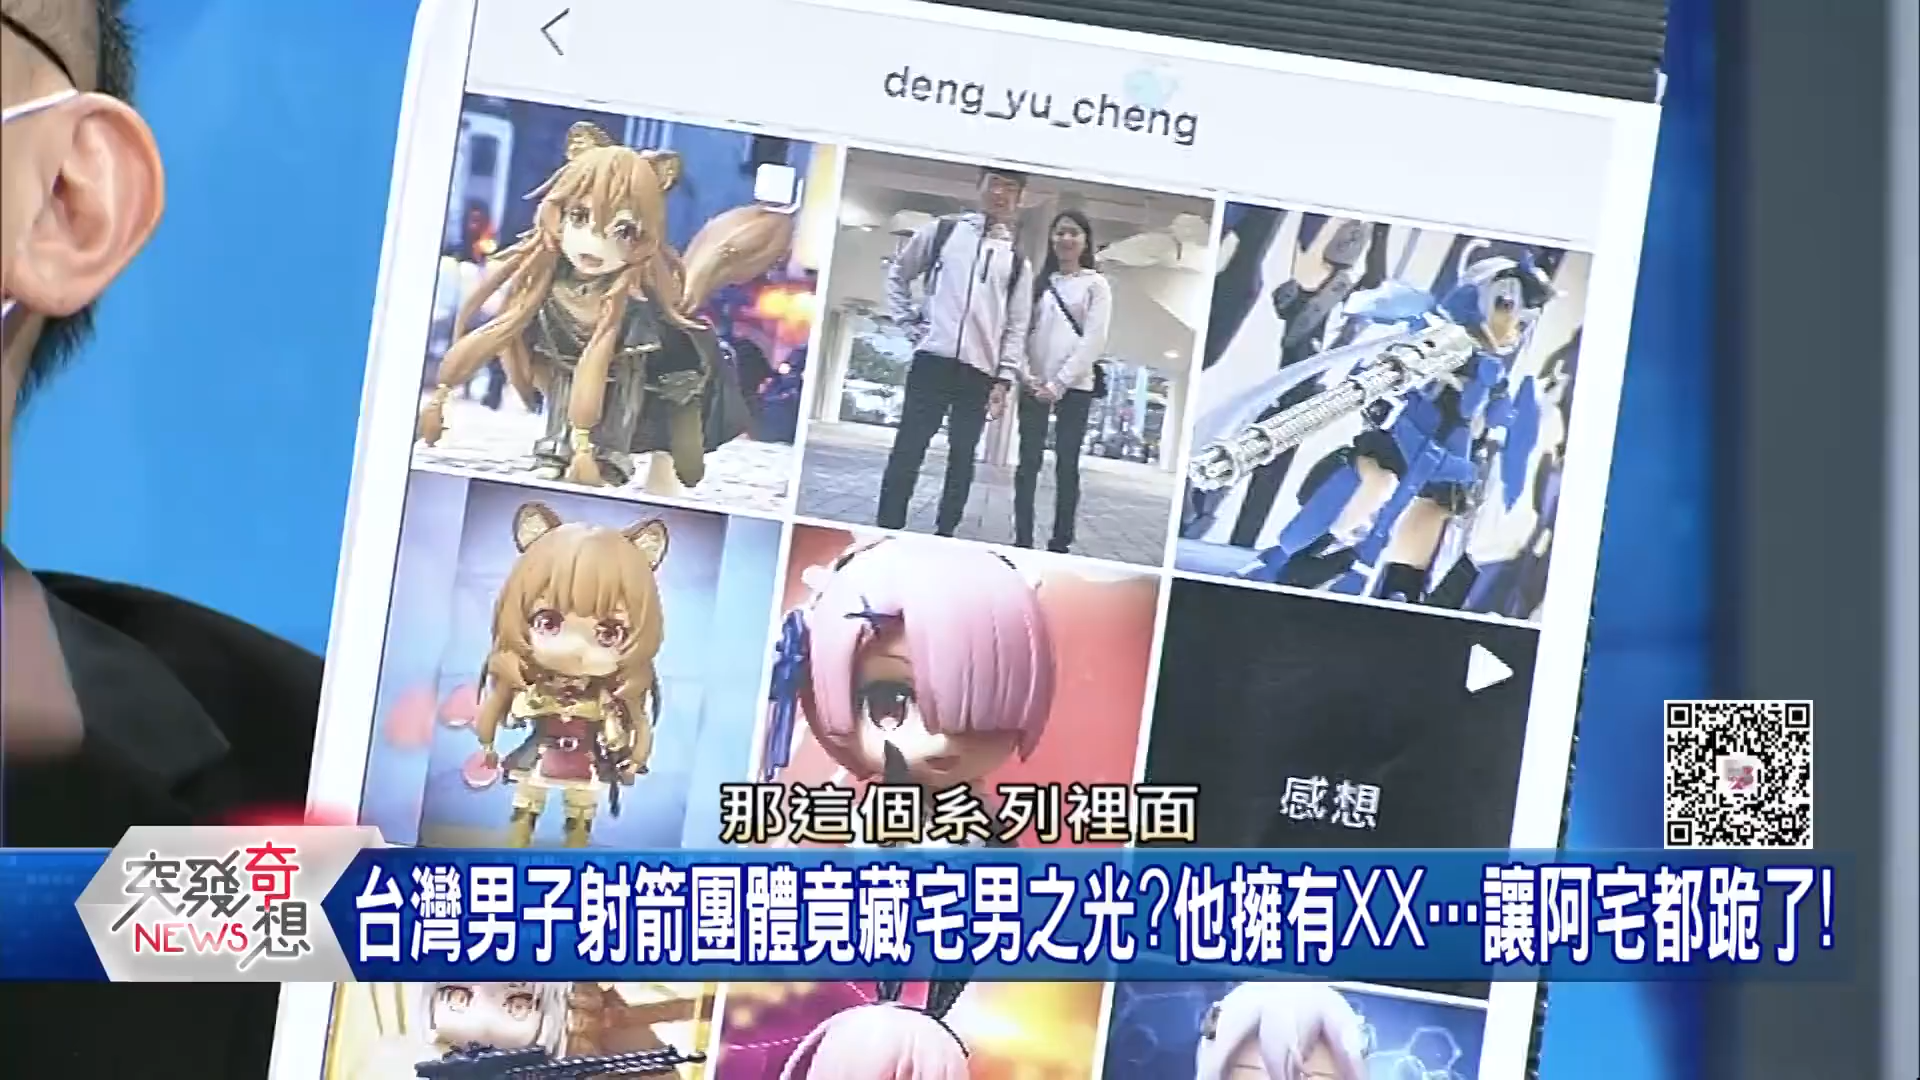 deng_yu_cheng
感想
那這個系列裡面
突發奇想
NEWS
台灣男子射箭團體竟藏宅男之光?他擁有XX…讓阿宅都跪了!